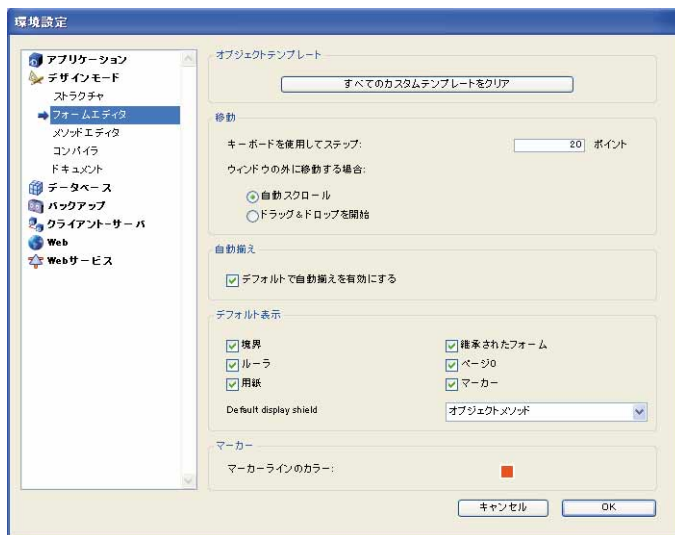 環境設定
アプリケーション
デザインモード
ストラクチャ
フォームエディタ
メソッドエディタ
コンパイラ
ドキュメント
データベース
バックアップ
クライアント-サーバ
Web
Webサービス
オブジェクトテンプレート
すべてのカスタムテンプレートをクリア
移動
キーボードを使用してステップ: 20 ポイント
ウィンドウの外に移動する場合:
自動スクロール
ドラッグ&ドロップを開始
自動揃え
デフォルトで自動揃えを有効にする
デフォルト表示
境界 継承されたフォーム
ルーラ ページ0
用紙 マーカー
Default display shield オブジェクトメソッド
マーカー
マーカーラインのカラー:
キャンセル OK